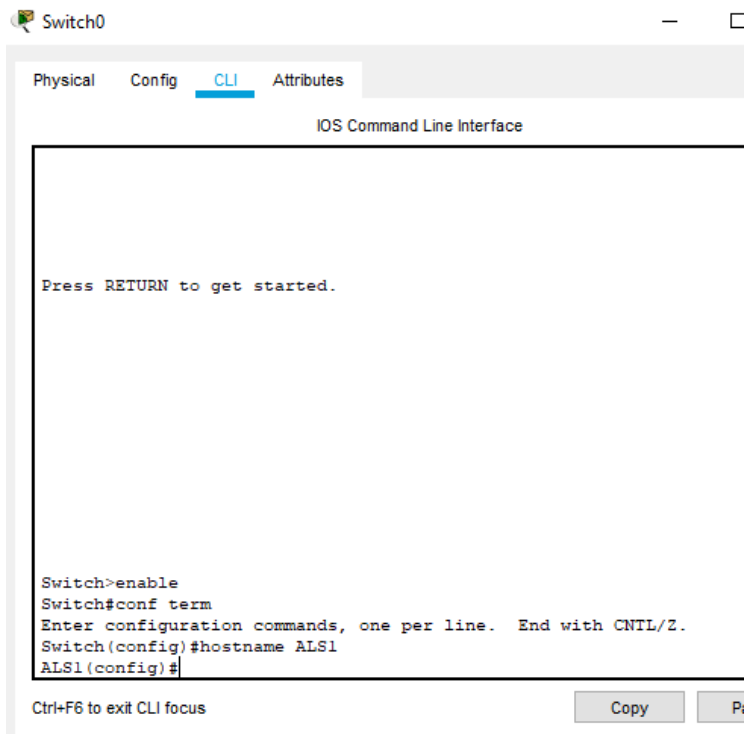 Switch0
Physical Config CLI Attributes
IOS Command Line Interface
Press RETURN to get started.
Switch>enable
Switch#conf term
Enter configuration commands, one per line.  End with CNTL/Z.
Switch(config)#hostname ALS1
ALS1(config)#
Ctrl+F6 to exit CLI focus
Copy